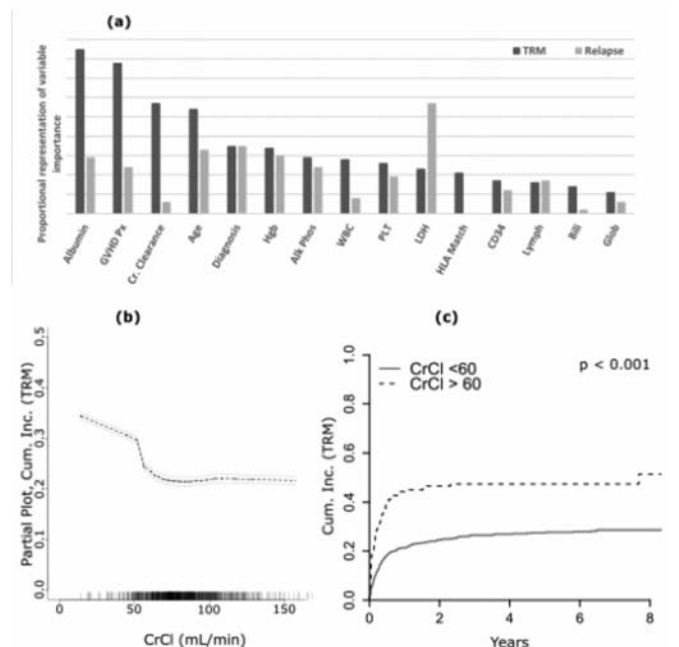 (a)
Proportional representation of variable
importance
TRM Relapse
Albumin
GVHD Px
Cr. Clearance
Age
Diagnosis
Hgb
Alk Phos
WBC
PLT
LDH
HLA Match
CD34
Lymph
Bili
Glob
(b)
Partial Plot, Cum. Inc. (TRM)
0.5
0.4
0.3
0.2
0.1
0.0
0 50 100 150
CrCl (mL/min)
(c)
Cum. Inc. (TRM)
1.0
0.8
0.6
0.4
0.2
0.0
CrCl <60
CrCl > 60
p < 0.001
0 2 4 6 8
Years